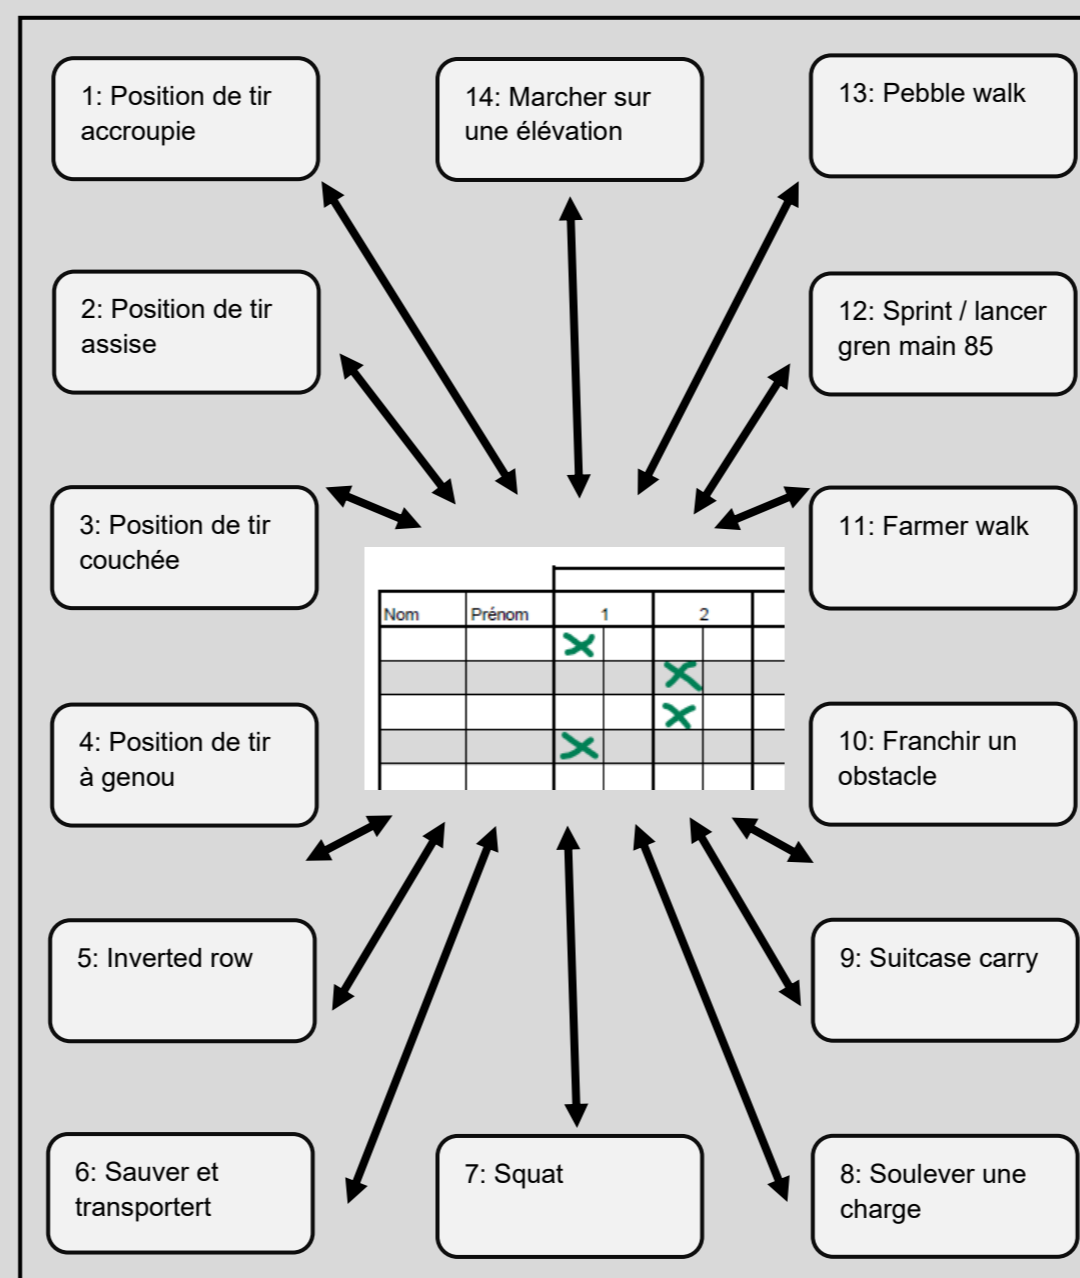 1: Position de tir
accroupie
14: Marcher sur
une élévation
13: Pebble walk
2: Position de tir
assise
12: Sprint / lancer
gren main 85
3: Position de tir
couchée
11: Farmer walk
Nom Prénom 1 2
4: Position de tir
à genou
10: Franchir un
obstacle
5: Inverted row
9: Suitcase carry
6: Sauver et
transportert
7: Squat
8: Soulever une
charge